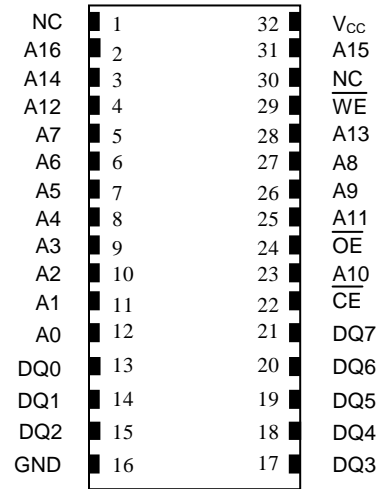 NC 1 32 VCC
A16 2 31 A15
A14 3 30 NC
A12 4 29 WE
A7 5 28 A13
A6 6 27 A8
A5 7 26 A9
A4 8 25 A11
A3 9 24 OE
A2 10 23 A10
A1 11 22 CE
A0 12 21 DQ7
DQ0 13 20 DQ6
DQ1 14 19 DQ5
DQ2 15 18 DQ4
GND 16 17 DQ3